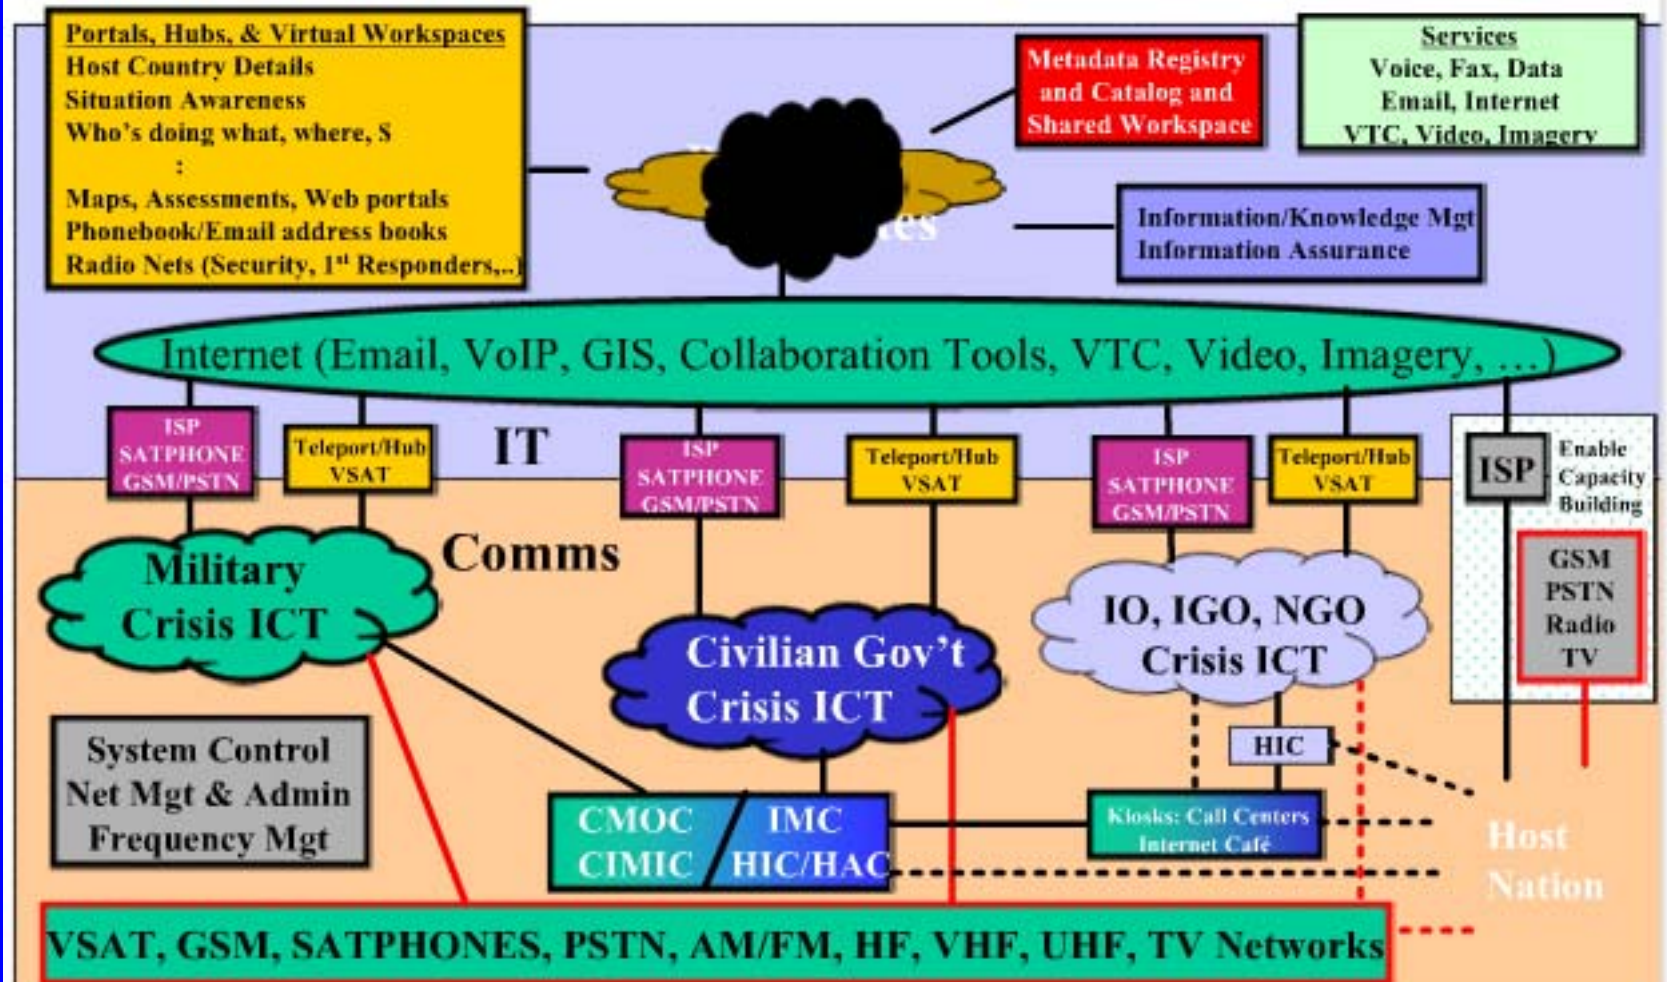 Portals, Hubs, & Virtual Workspaces
Host Country Details
Situation Awareness
Who's doing what, where, S
:
Maps, Assessments, Web portals
Phonebook/Email address books
Radio Nets (Security, 1st Responders,..)
Metadata Registry
and Catalog and
Shared Workspace
Services
Voice, Fax, Data
Email, Internet
VTC, Video, Imagery
Information/Knowledge Mgt
Information Assurance
Internet (Email, VoIP, GIS, Collaboration Tools, VTC, Video, Imagery, …)
ISP
SATPHONE
GSM/PSTN
Teleport/Hub
VSAT
IT
ISP
SATPHONE
GSM/PSTN
Teleport/Hub
VSAT
ISP
SATPHONE
GSM/PSTN
Teleport/Hub
VSAT
ISP
Enable
Capacity
Building
GSM
PSTN
Radio
TV
Comms
Military
Crisis ICT
Civilian Gov't
Crisis ICT
IO, IGO, NGO
Crisis ICT
HIC
System Control
Net Mgt & Admin
Frequency Mgt
CMOC
CIMIC
IMC
HIC/HAC
Kiosks: Call Centers
Internet Café
Host
Nation
VSAT, GSM, SATPHONES, PSTN, AM/FM, HF, VHF, UHF, TV Networks